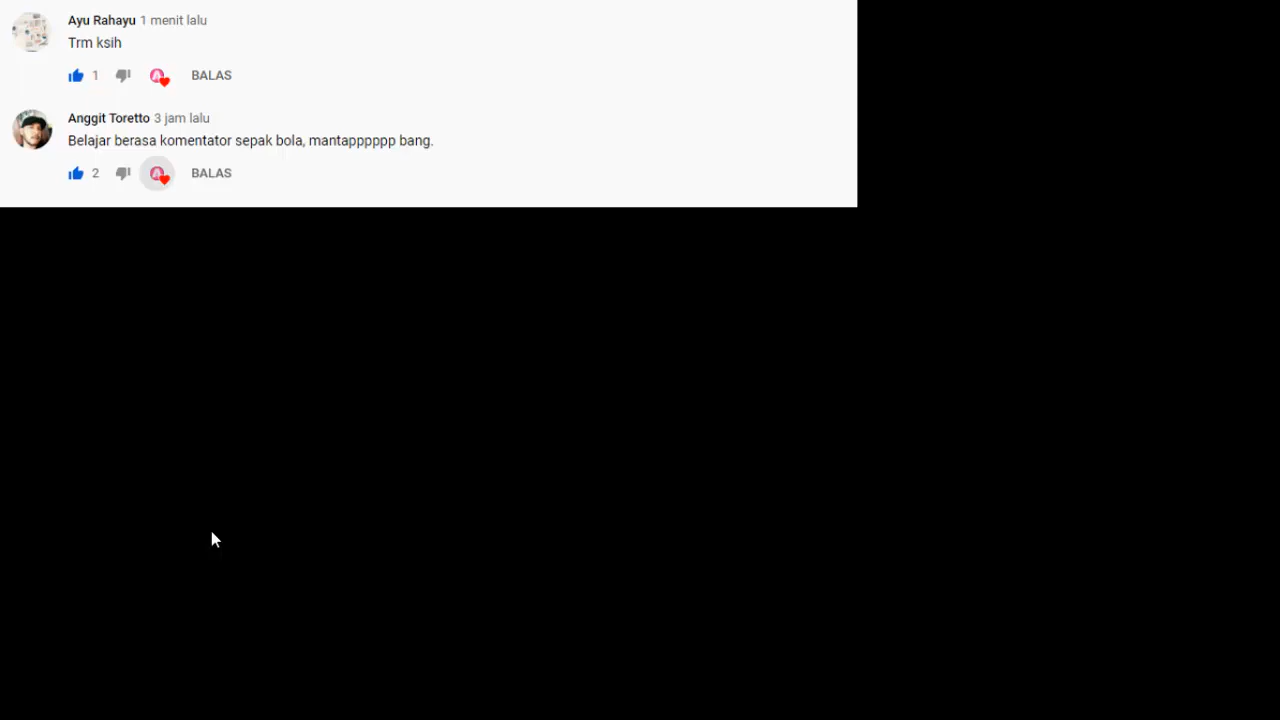 Ayu Rahayu 1 menit lalu
Trm ksih
1 BALAS
Anggit Toretto 3 jam lalu
Belajar berasa komentator sepak bola, mantapppppp bang.
2 BALAS